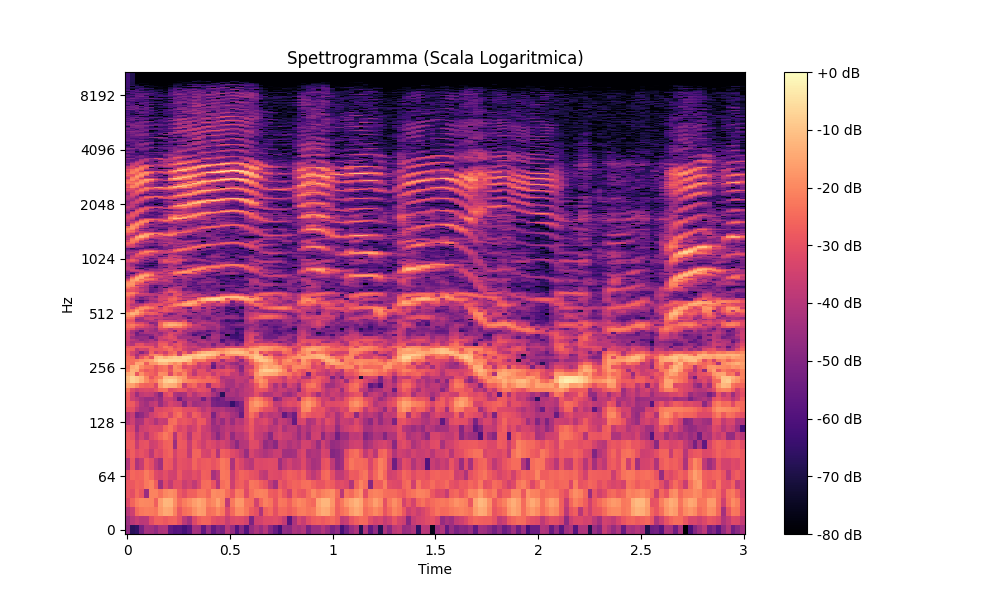 Spettrogramma (Scala Logaritmica)
Hz
8192
4096
2048
1024
512
256
128
64
0
0 0.5 1 1.5 2 2.5 3
Time
+0 dB
-10 dB
-20 dB
-30 dB
-40 dB
-50 dB
-60 dB
-70 dB
-80 dB